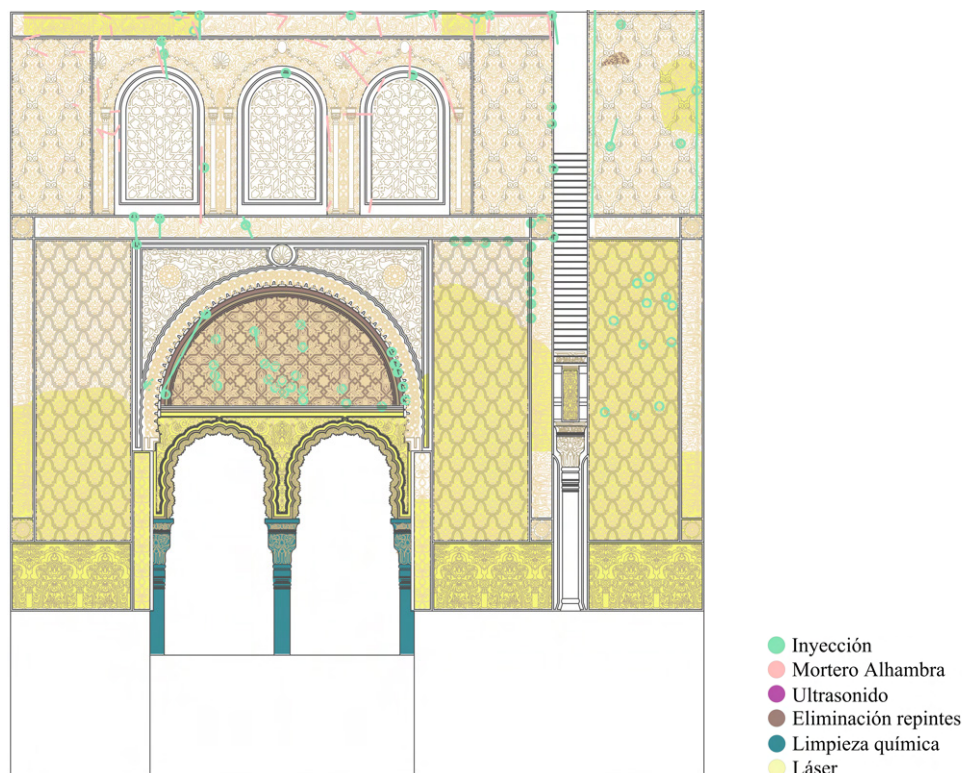 Inyección
Mortero Alhambra
Ultrasonido
Eliminación repintes
Limpieza química
Láser